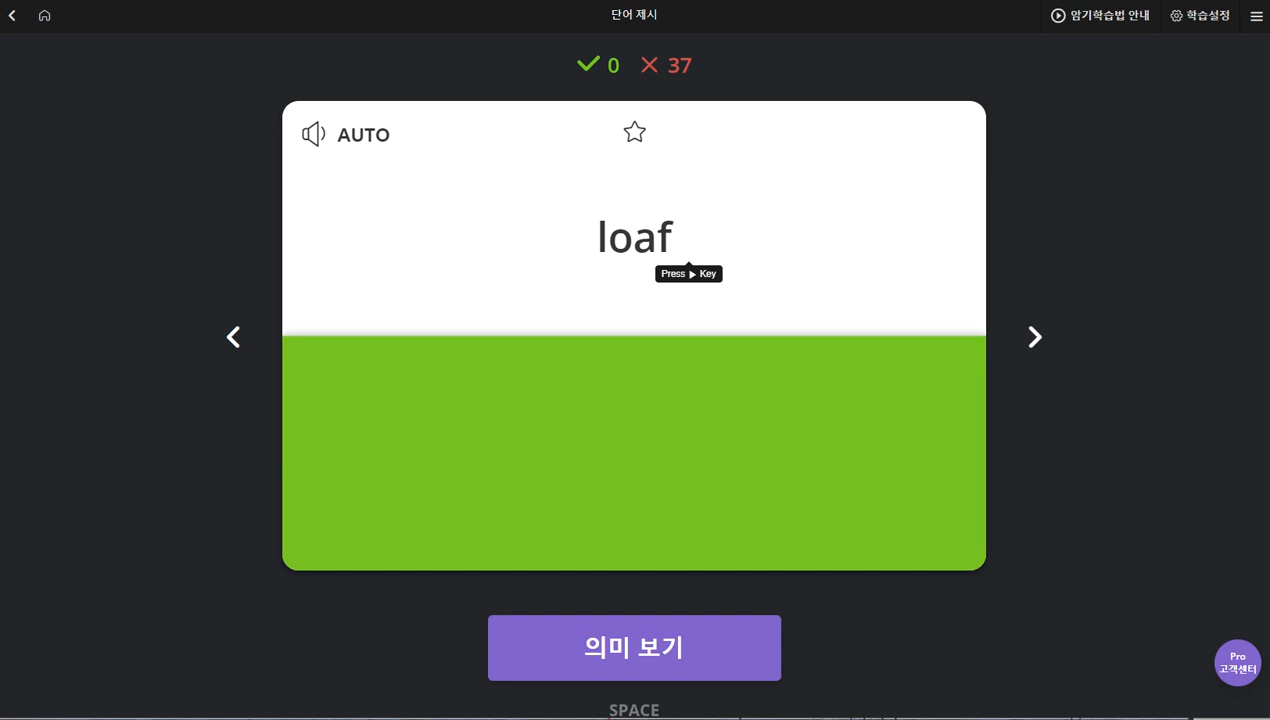 단어 제시
암기학습법 안내
학습설정
0 37
AUTO
loaf
Press ▶ Key
의미 보기
Pro
고객센터
SPACE